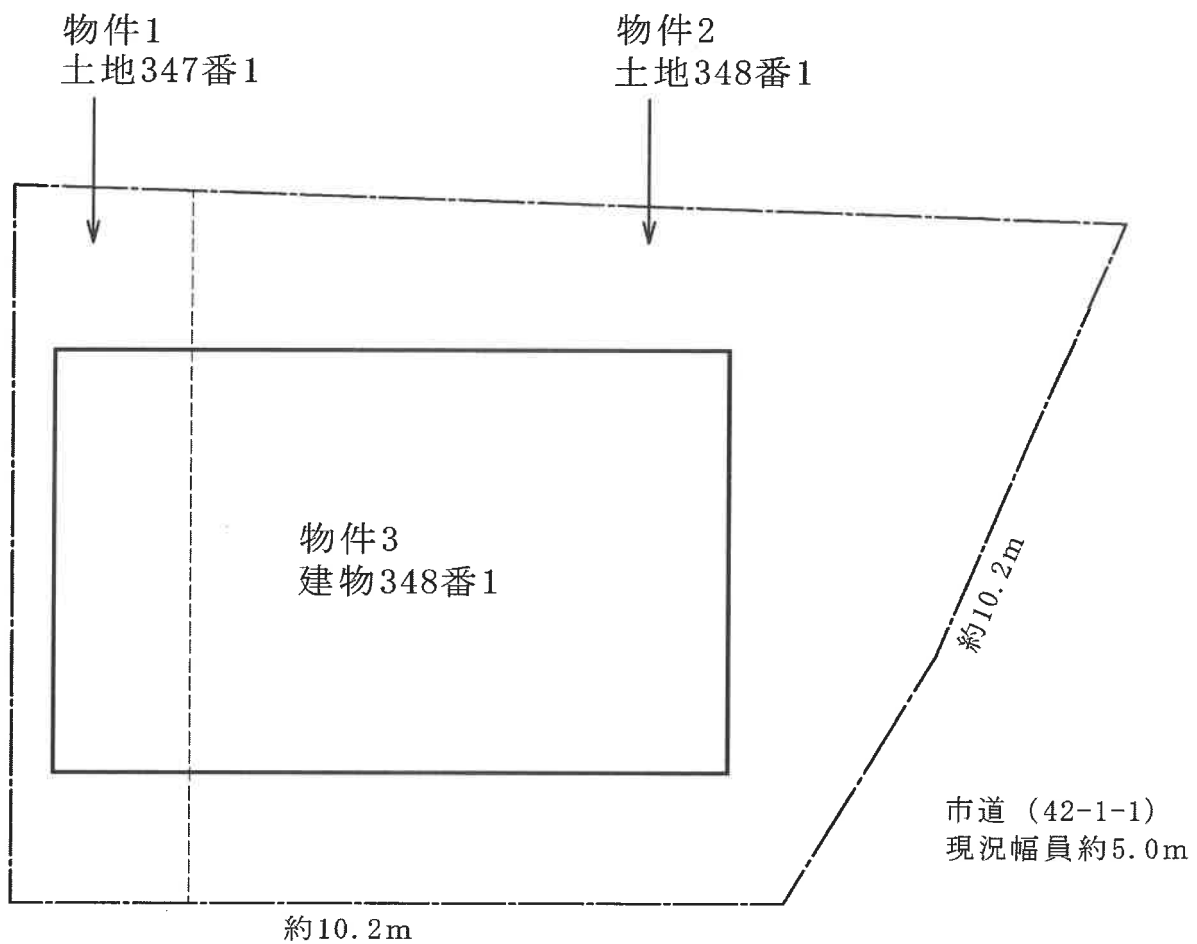 物件1
土地347番1
物件2
土地348番1
物件3
建物348番1
約10.2m
市道 (42-1-1)
現況幅員約5.0m
約10.2m